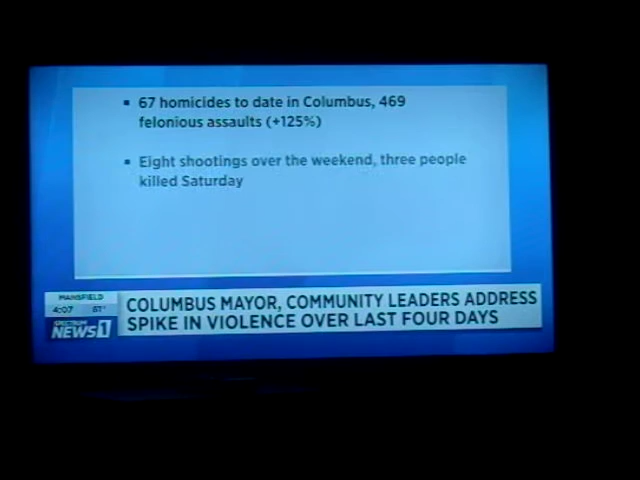 67 homicides to date in Columbus, 469
felonious assaults (+125%)
Eight shootings over the weekend, three people
killed Saturday
MANSFIELD
4:07
SPECTRUM
NEWS 1
COLUMBUS MAYOR, COMMUNITY LEADERS ADDRESS
SPIKE IN VIOLENCE OVER LAST FOUR DAYS